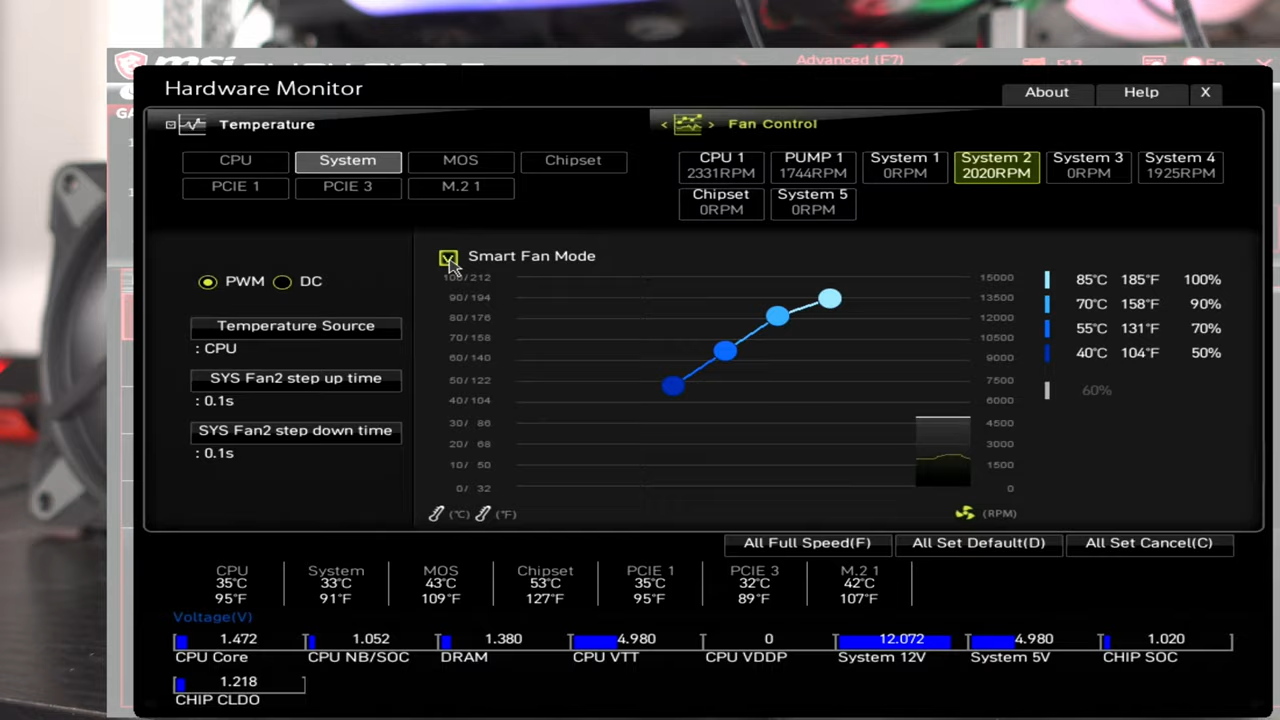 msi
Advanced (F7)
F12
En
Hardware Monitor
About
Help
X
Temperature
Fan Control
CPU
System
MOS
Chipset
PCIE 1
PCIE 3
M.2 1
CPU 1
2331RPM
PUMP 1
1744RPM
System 1
0RPM
System 2
2020RPM
System 3
0RPM
System 4
1925RPM
Chipset
0RPM
System 5
0RPM
PWM
DC
Temperature Source
: CPU
SYS Fan2 step up time
: 0.1s
SYS Fan2 step down time
: 0.1s
Smart Fan Mode
100/212
15000
90/194
13500
80/176
12000
70/158
10500
60/140
9000
50/122
7500
40/104
6000
30/ 86
4500
20/ 68
3000
10/ 50
1500
0/ 32
0
(°C)
(°F)
(RPM)
85°C 185°F 100%
70°C 158°F 90%
55°C 131°F 70%
40°C 104°F 50%
60%
All Full Speed(F)
All Set Default(D)
All Set Cancel(C)
CPU
35°C
95°F
System
33°C
91°F
MOS
43°C
109°F
Chipset
53°C
127°F
PCIE 1
35°C
95°F
PCIE 3
32°C
89°F
M.2 1
42°C
107°F
Voltage(V)
1.472
CPU Core
1.052
CPU NB/SOC
1.380
DRAM
4.980
CPU VTT
0
CPU VDDP
12.072
System 12V
4.980
System 5V
1.020
CHIP SOC
1.218
CHIP CLDO